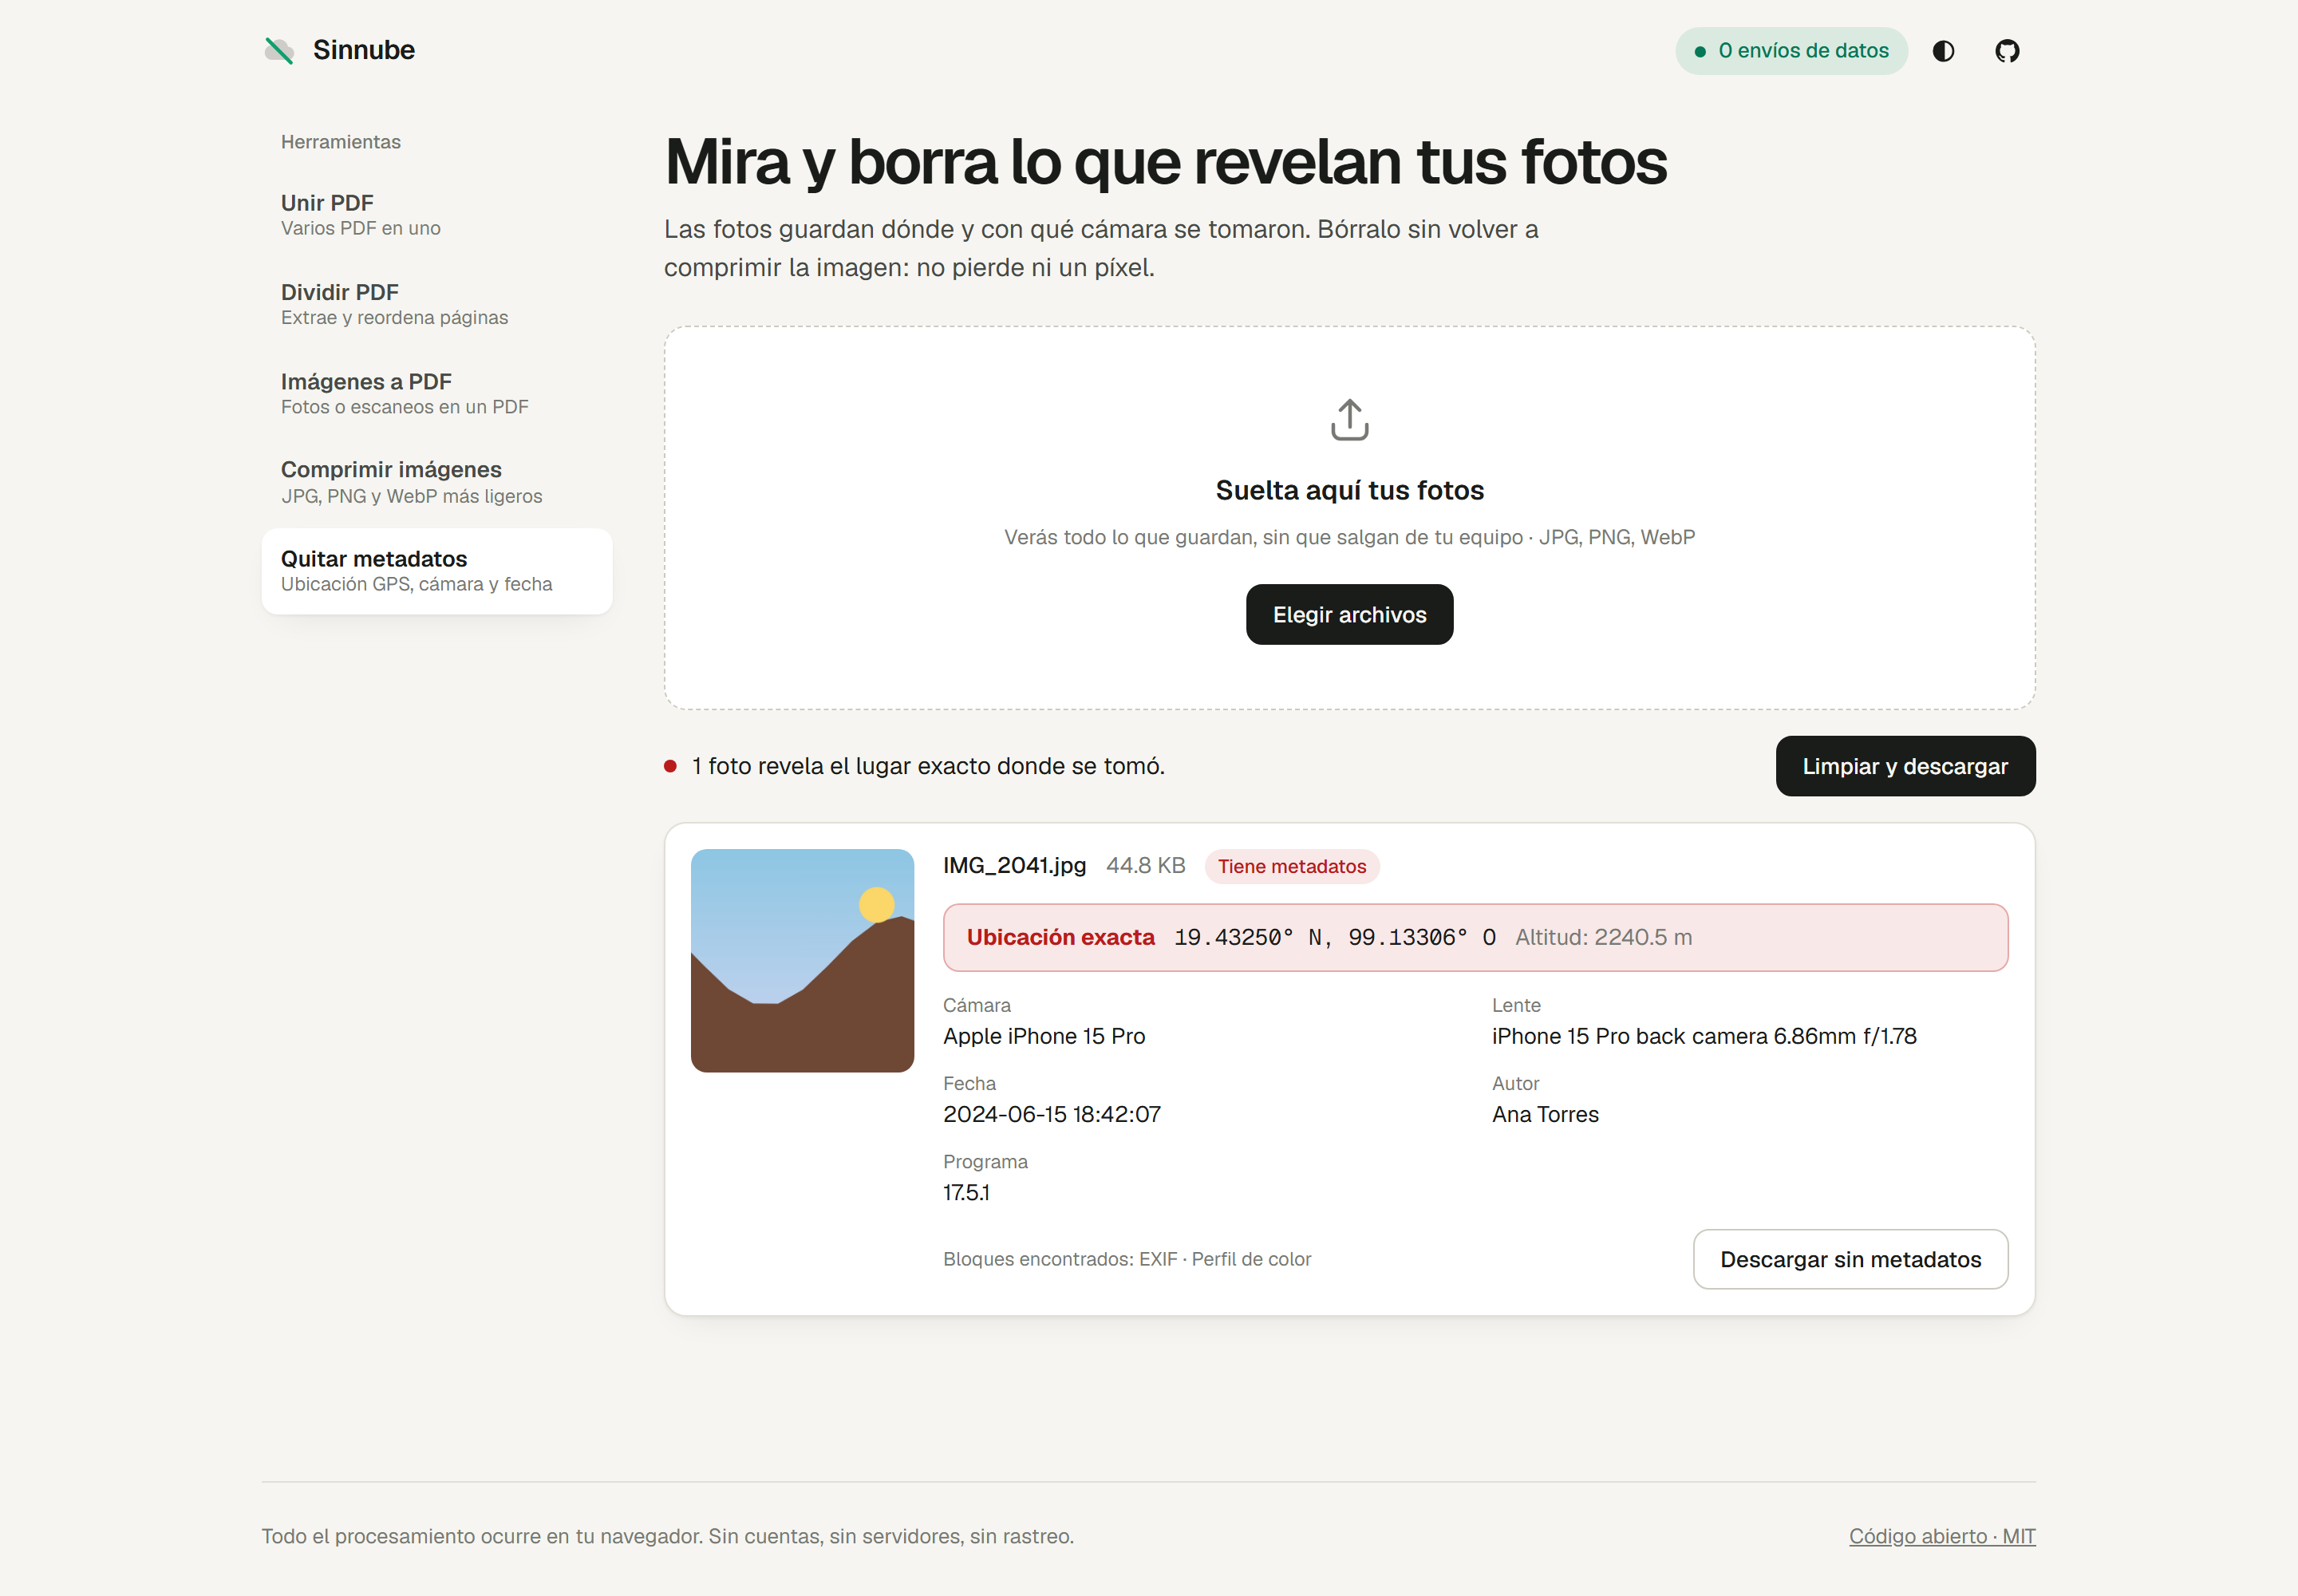 Sinnube
0 envíos de datos
Herramientas
Unir PDF
Varios PDF en uno
Dividir PDF
Extrae y reordena páginas
Imágenes a PDF
Fotos o escaneos en un PDF
Comprimir imágenes
JPG, PNG y WebP más ligeros
Quitar metadatos
Ubicación GPS, cámara y fecha
Mira y borra lo que revelan tus fotos
Las fotos guardan dónde y con qué cámara se tomaron. Bórralo sin volver a
comprimir la imagen: no pierde ni un píxel.
Suelta aquí tus fotos
Verás todo lo que guardan, sin que salgan de tu equipo · JPG, PNG, WebP
Elegir archivos
1 foto revela el lugar exacto donde se tomó.
Limpiar y descargar
IMG_2041.jpg 44.8 KB Tiene metadatos
Ubicación exacta 19.43250° N, 99.13306° O Altitud: 2240.5 m
Cámara
Apple iPhone 15 Pro
Lente
iPhone 15 Pro back camera 6.86mm f/1.78
Fecha
2024-06-15 18:42:07
Autor
Ana Torres
Programa
17.5.1
Bloques encontrados: EXIF · Perfil de color
Descargar sin metadatos
Todo el procesamiento ocurre en tu navegador. Sin cuentas, sin servidores, sin rastreo.
Código abierto · MIT